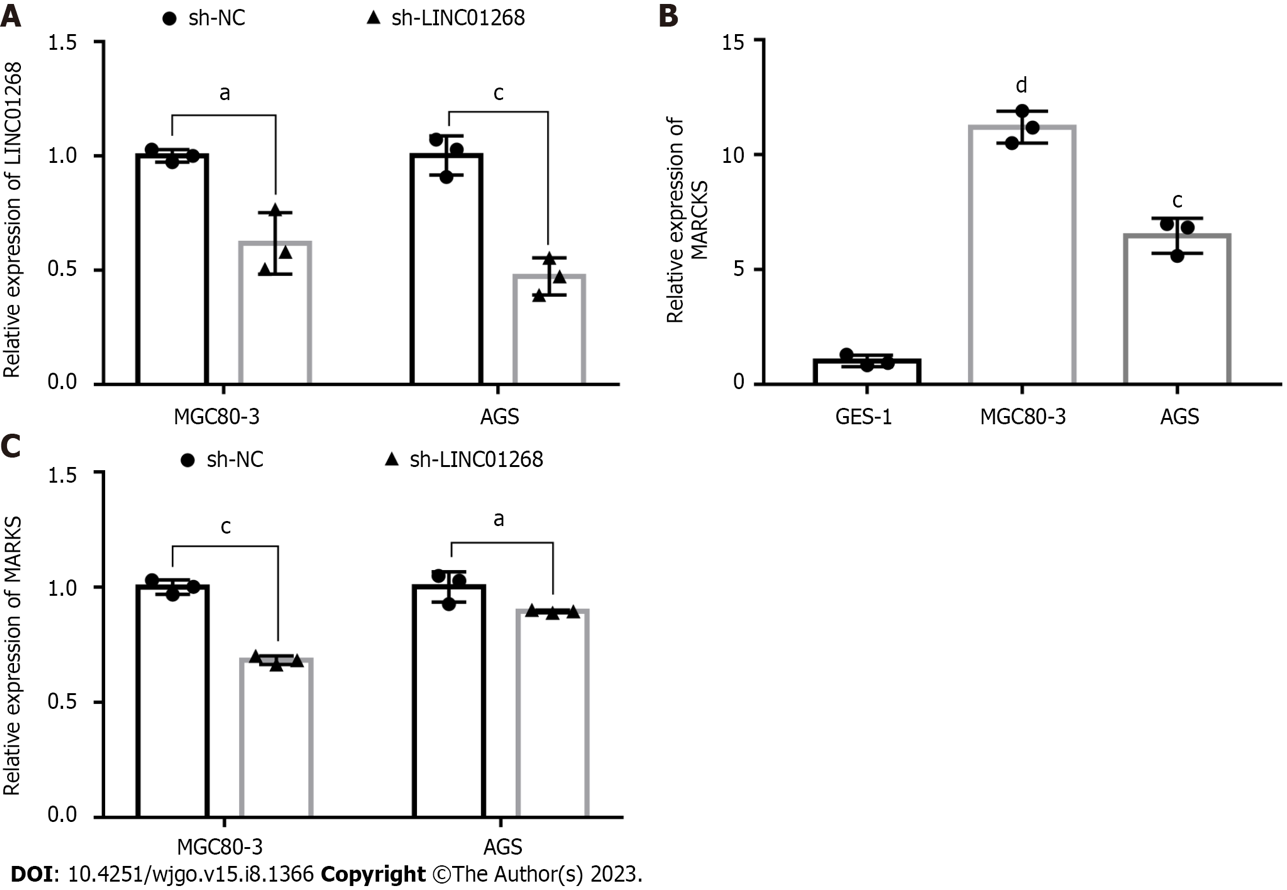 A
sh-NC
sh-LINC01268
Relative expression of LINC01268
1.5
1.0
0.5
0.0
a
c
MGC80-3
AGS
B
Relative expression of
MARCKS
15
10
5
0
d
c
GES-1
MGC80-3
AGS
C
sh-NC
sh-LINC01268
Relative expression of MARKS
1.5
1.0
0.5
0.0
c
a
MGC80-3
AGS
DOI: 10.4251/wjgo.v15.i8.1366 Copyright ©The Author(s) 2023.